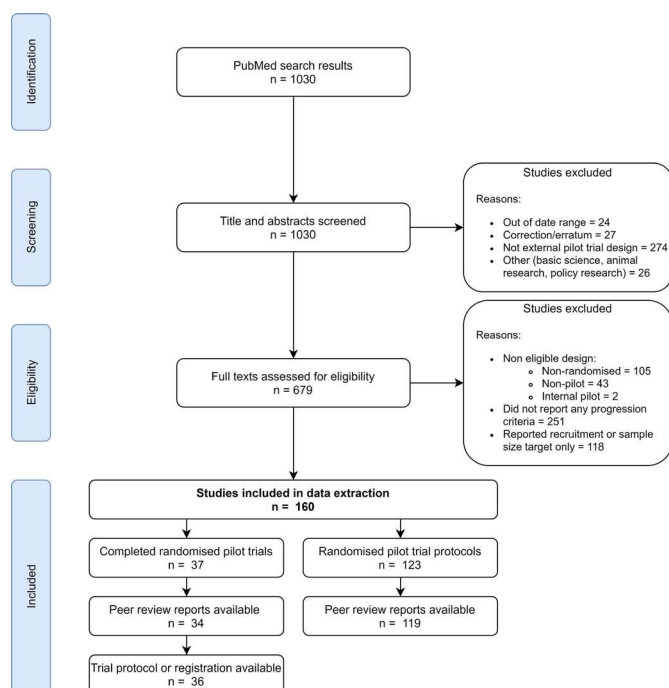 Identification
PubMed search results
n = 1030
Screening
Title and abstracts screened
n = 1030
Studies excluded
Reasons:
• Out of date range = 24
• Correction/erratum = 27
• Not external pilot trial design = 274
• Other (basic science, animal
research, policy research) = 26
Eligibility
Full texts assessed for eligibility
n = 679
Studies excluded
Reasons:
• Non eligible design:
○ Non-randomised = 105
○ Non-pilot = 43
○ Internal pilot = 2
• Did not report any progression
criteria = 251
• Reported recruitment or sample
size target only = 118
Included
Studies included in data extraction
n = 160
Completed randomised pilot trials
n = 37
Randomised pilot trial protocols
n = 123
Peer review reports available
n = 34
Peer review reports available
n = 119
Trial protocol or registration available
n = 36